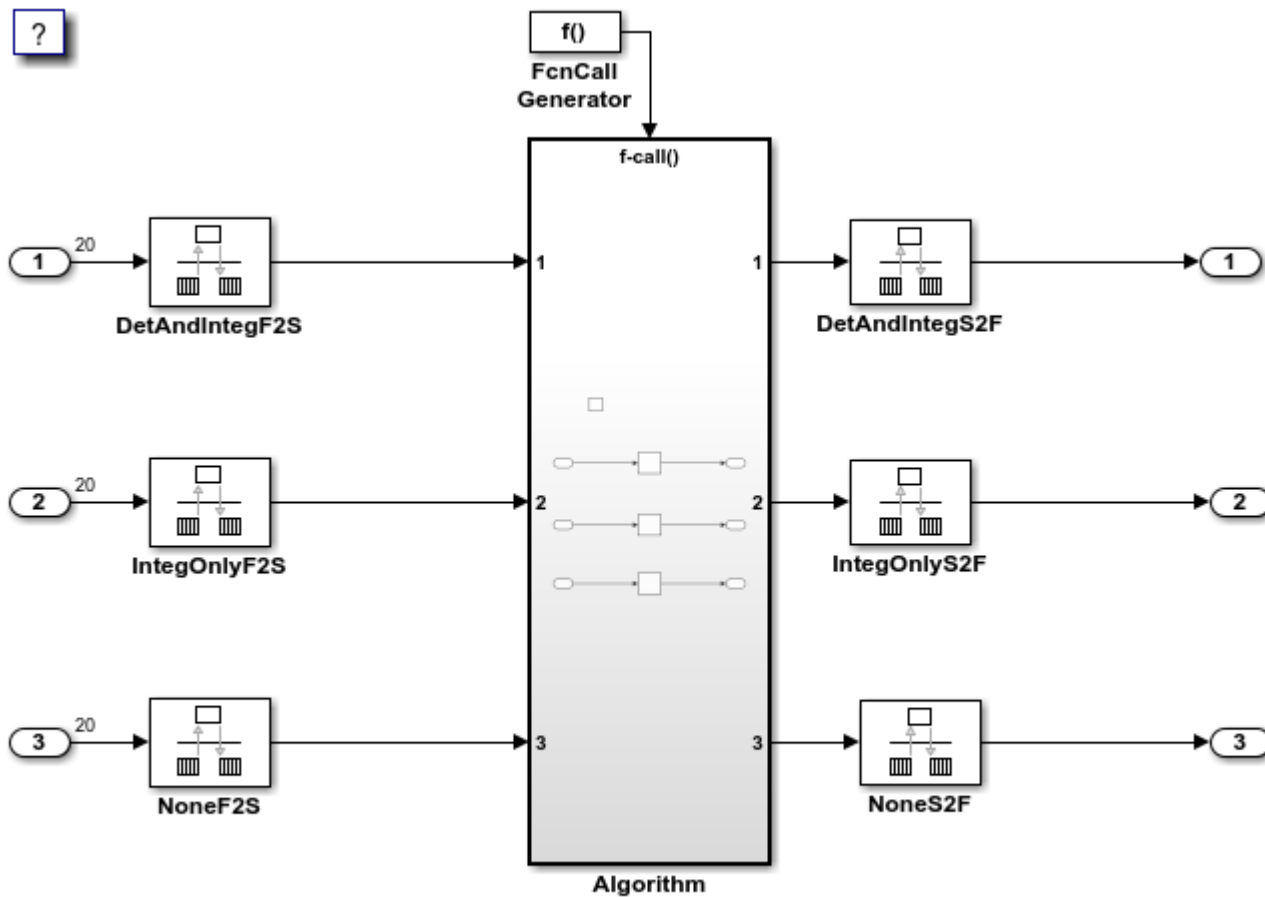 ?
f()
FcnCall
Generator
f-call()
20
1
DetAndIntegF2S
1
1
DetAndIntegS2F
1
20
2
IntegOnlyF2S
2
2
IntegOnlyS2F
2
20
3
NoneF2S
3
3
NoneS2F
3
Algorithm